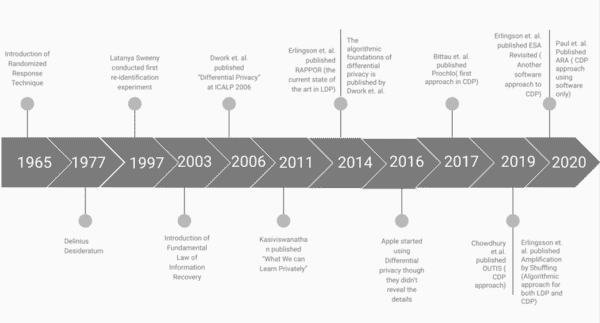 Introduction of
Randomized
Response
Technique
Latanya Sweeny
conducted first
re-identification
experiment
Dwork et. al.
published
"Differential Privacy"
at ICALP 2006
Erlingson et. al.
published
RAPPOR (the
current state of
the art in LDP)
The
algorithmic
foundations of
differential
privacy is
published by
Dwork et. al.
Bittau et. al.
published
Prochlo( first
approach in CDP)
Erlingson et. al.
published ESA
Revisited (
Another
software
approach to
CDP)
Paul et. al.
Published
ARA ( CDP
approach
using
software
only)
1965
1977
1997
2003
2006
2011
2014
2016
2017
2019
2020
Delinius
Desideratum
Introduction of
Fundamental
Law of
Information
Recovery
Kasiviswanatha
n published
"What We can
Learn Privately"
Apple started
using
Differential
privacy though
they didn't
reveal the
details
Chowdhury
et al.
published
OUTIS (
CDP
approach)
Erlingsson et.
al. published
Amplification
by Shuffling
(Algorithmic
approach for
both LDP and
CDP)